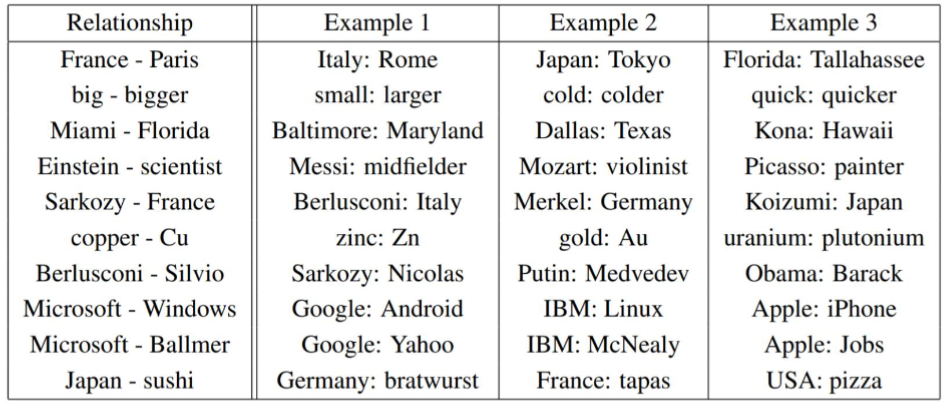 Relationship Example 1 Example 2 Example 3
France - Paris Italy: Rome Japan: Tokyo Florida: Tallahassee
big - bigger small: larger cold: colder quick: quicker
Miami - Florida Baltimore: Maryland Dallas: Texas Kona: Hawaii
Einstein - scientist Messi: midfielder Mozart: violinist Picasso: painter
Sarkozy - France Berlusconi: Italy Merkel: Germany Koizumi: Japan
copper - Cu zinc: Zn gold: Au uranium: plutonium
Berlusconi - Silvio Sarkozy: Nicolas Putin: Medvedev Obama: Barack
Microsoft - Windows Google: Android IBM: Linux Apple: iPhone
Microsoft - Ballmer Google: Yahoo IBM: McNealy Apple: Jobs
Japan - sushi Germany: bratwurst France: tapas USA: pizza